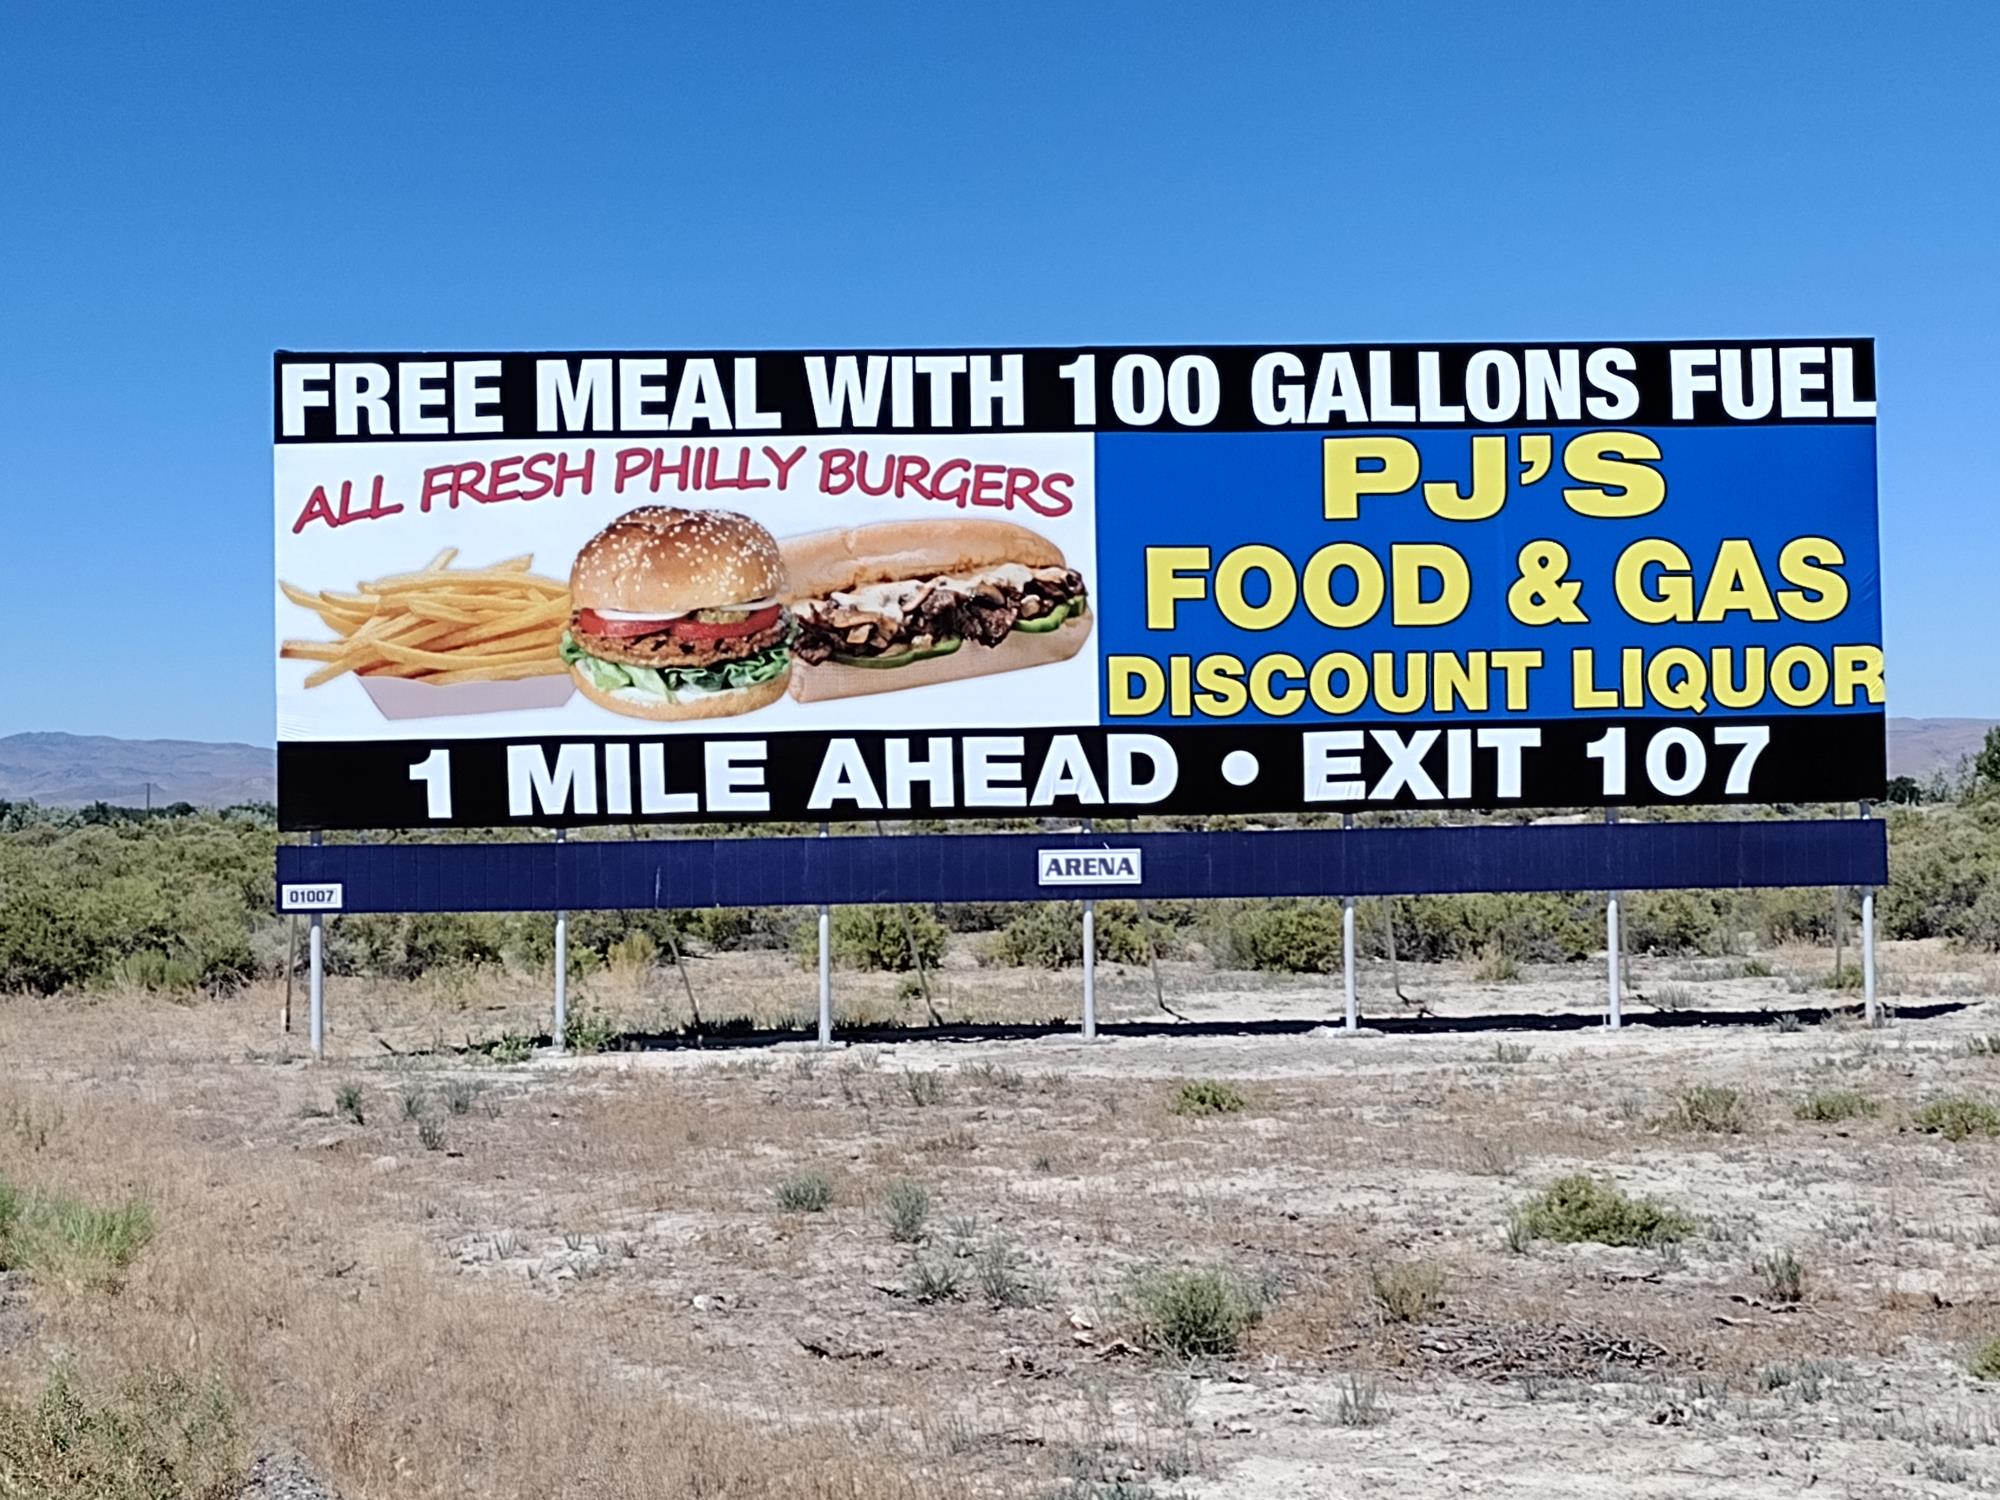 FREE MEAL WITH 100 GALLONS FUEL
ALL FRESH PHILLY BURGERS
PJ'S
FOOD & GAS
DISCOUNT LIQUOR
1 MILE AHEAD • EXIT 107
ARENA
01007